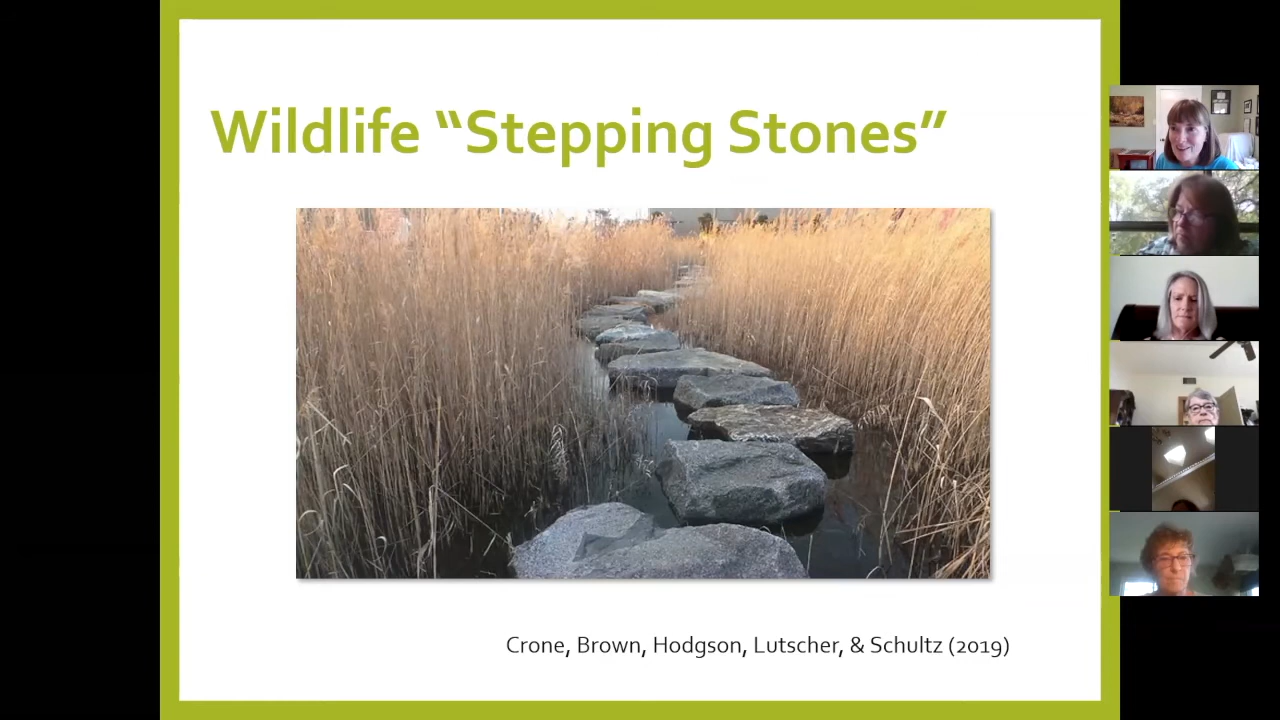 Wildlife “Stepping Stones”
Crone, Brown, Hodgson, Lutscher, & Schultz (2019)